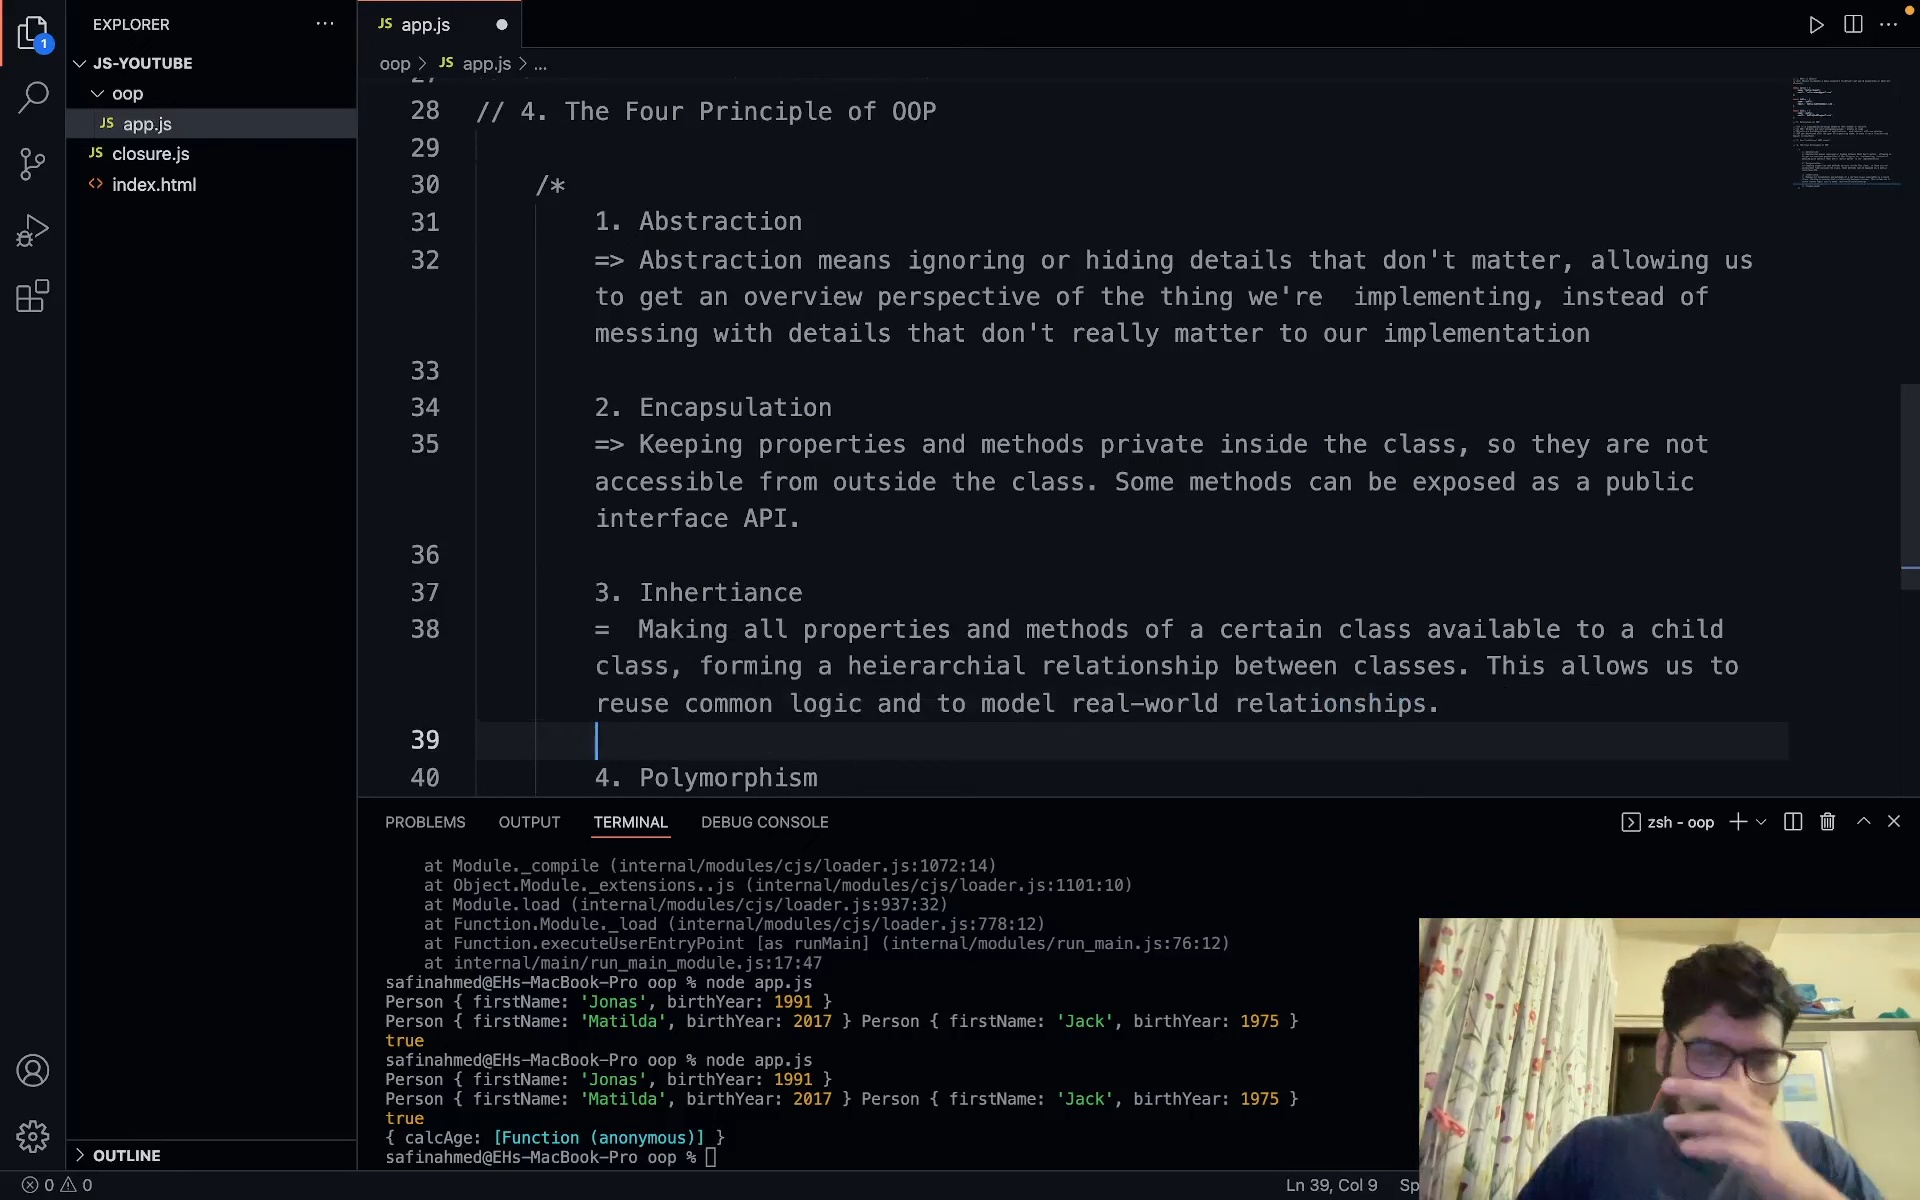 EXPLORER
JS app.js
1
JS-YOUTUBE
oop
JS app.js
JS closure.js
<> index.html
OUTLINE
oop > JS app.js > ...
28 // 4. The Four Principle of OOP
29
30 /*
31 1. Abstraction
32 => Abstraction means ignoring or hiding details that don't matter, allowing us
to get an overview perspective of the thing we're  implementing, instead of
messing with details that don't really matter to our implementation
33
34 2. Encapsulation
35 => Keeping properties and methods private inside the class, so they are not
accessible from outside the class. Some methods can be exposed as a public
interface API.
36
37 3. Inhertiance
38 =  Making all properties and methods of a certain class available to a child
class, forming a heierarchial relationship between classes. This allows us to
reuse common logic and to model real-world relationships.
39
40 4. Polymorphism
PROBLEMS OUTPUT TERMINAL DEBUG CONSOLE
zsh - oop
at Module._compile (internal/modules/cjs/loader.js:1072:14)
at Object.Module._extensions..js (internal/modules/cjs/loader.js:1101:10)
at Module.load (internal/modules/cjs/loader.js:937:32)
at Function.Module._load (internal/modules/cjs/loader.js:778:12)
at Function.executeUserEntryPoint [as runMain] (internal/modules/run_main.js:76:12)
at internal/main/run_main_module.js:17:47
safinahmed@EHs-MacBook-Pro oop % node app.js
Person { firstName: 'Jonas', birthYear: 1991 }
Person { firstName: 'Matilda', birthYear: 2017 } Person { firstName: 'Jack', birthYear: 1975 }
true
safinahmed@EHs-MacBook-Pro oop % node app.js
Person { firstName: 'Jonas', birthYear: 1991 }
Person { firstName: 'Matilda', birthYear: 2017 } Person { firstName: 'Jack', birthYear: 1975 }
true
{ calcAge: [Function (anonymous)] }
safinahmed@EHs-MacBook-Pro oop %
0 0
Ln 39, Col 9 Sp